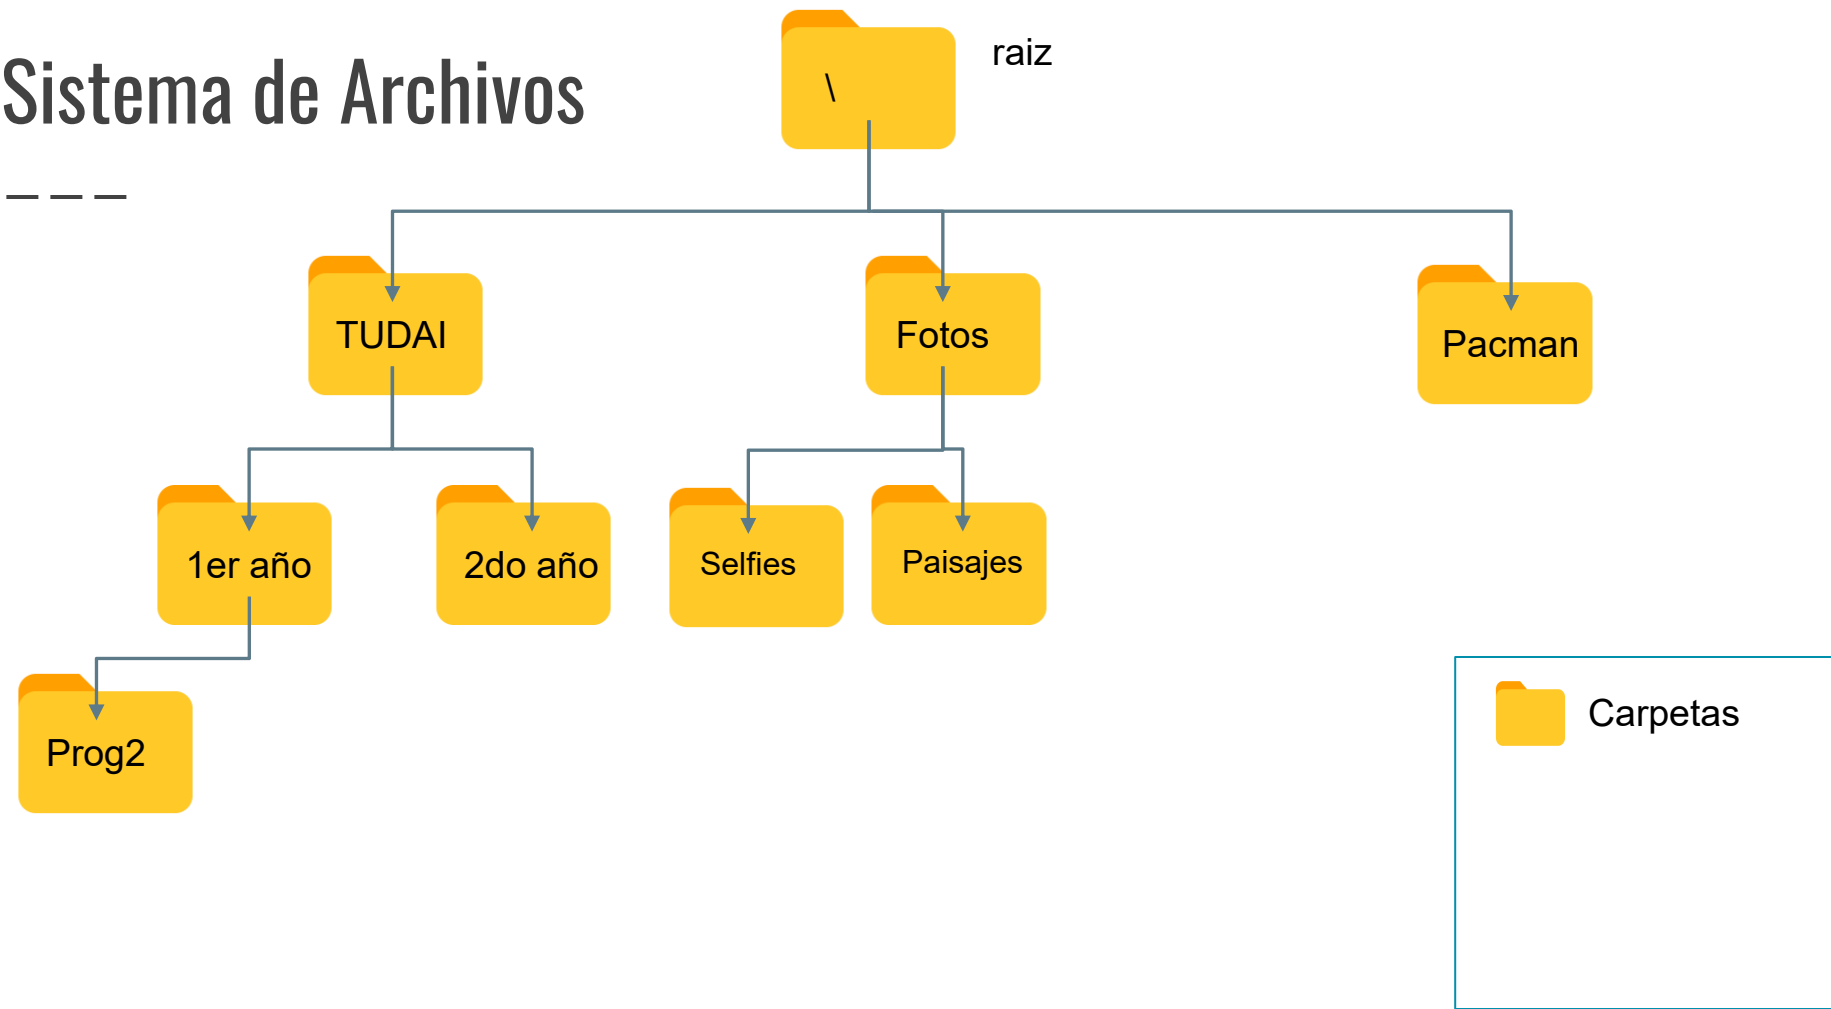 Sistema de Archivos
\
raiz
TUDAI
Fotos
Pacman
1er año
2do año
Selfies
Paisajes
Prog2
Carpetas